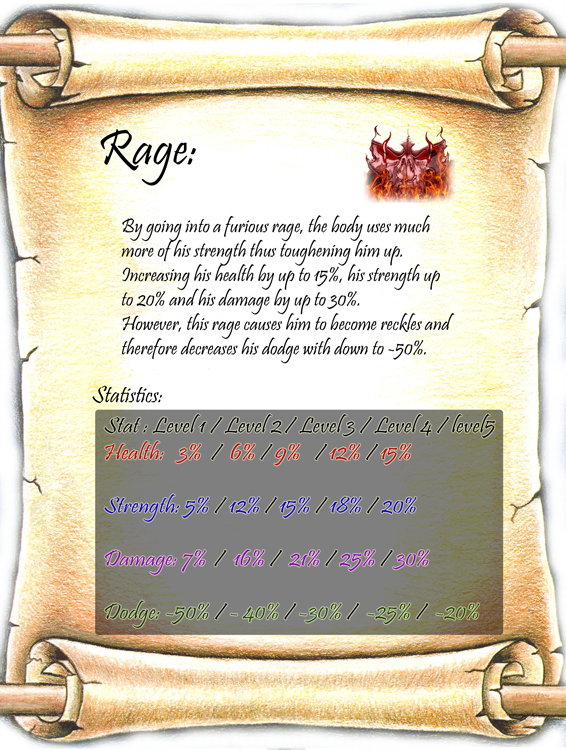 Rage:
By going into a furious rage, the body uses much
more of his strength thus toughening him up.
Increasing his health by up to 15%, his strength up
to 20% and his damage by up to 30%.
However, this rage causes him to become reckles and
therefore decreases his dodge with down to -50%.
Statistics:
Stat : Level 1 / Level 2 / Level 3 / Level 4 / level5
Health: 3% / 6% / 9% / 12% / 15%
Strength: 5% / 12% / 15% / 18% / 20%
Damage: 7% / 16% / 21% / 25% / 30%
Dodge: -50% / - 40% / -30% / -25% / -20%